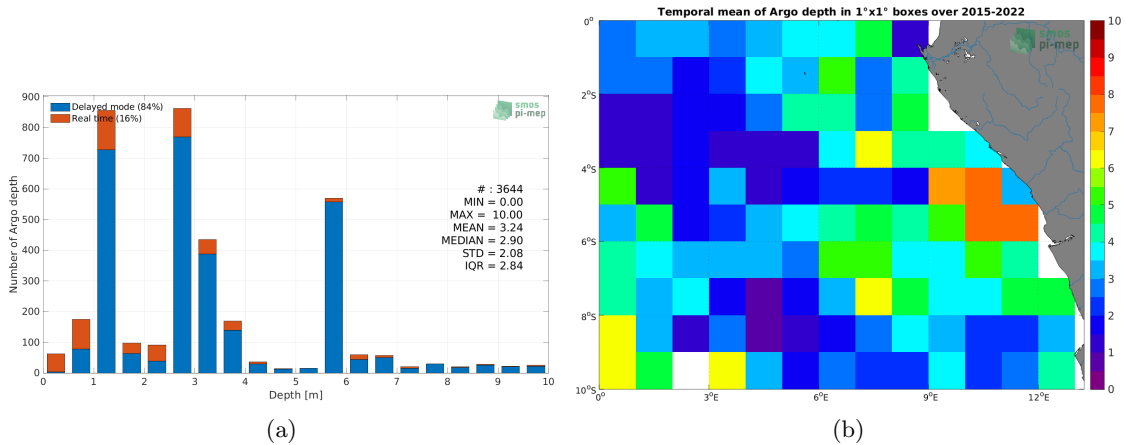 Delayed mode (84%)
Real time (16%)
smos
pi-mep
# : 3644
MIN = 0.00
MAX = 10.00
MEAN = 3.24
MEDIAN = 2.90
STD = 2.08
IQR = 2.84
Number of Argo depth
900
800
700
600
500
400
300
200
100
0
0 1 2 3 4 5 6 7 8 9 10
Depth [m]
(a)
Temporal mean of Argo depth in 1°x1° boxes over 2015-2022
smos
pi-mep
0°
2°S
4°S
6°S
8°S
10°S
0° 3°E 6°E 9°E 12°E
10
9
8
7
6
5
4
3
2
1
0
(b)